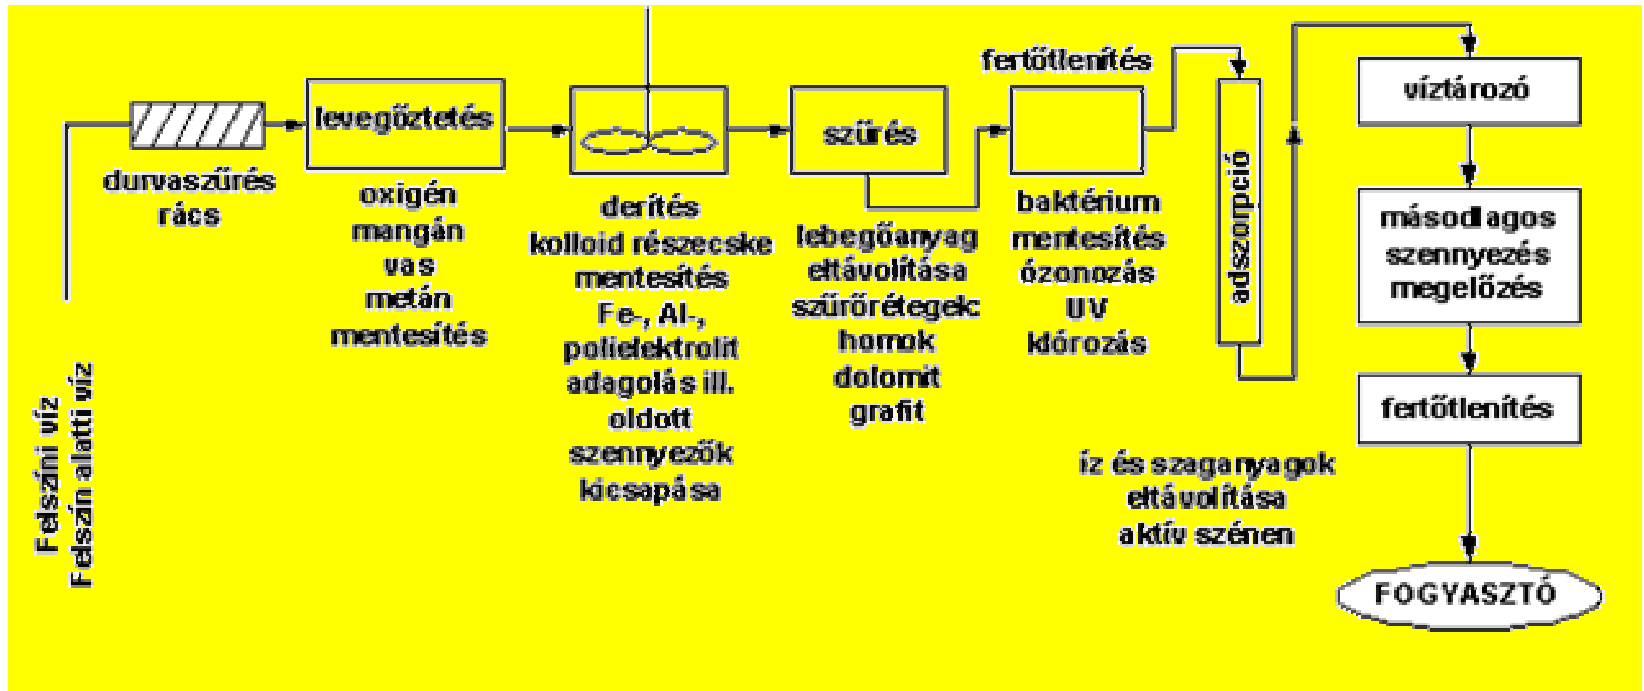 Felszíni víz
Felszín alatti víz
durvaszűrés
rács
levegőztetés
oxigén
mangán
vas
metán
mentesítés
derítés
kolloid részecske
mentesítés
Fe-, Al-,
polielektrolit
adagolás ill.
oldott
szennyezők
kicsapása
szűrés
lebegőanyag
eltávolítása
szűrőrétegek:
homok
dolomit
grafit
fertőtlenítés
baktérium
mentesítés
ózonozás
UV
klórozás
adszorpció
íz és szaganyagok
eltávolítása
aktív szénen
víztározó
másodlagos
szennyezés
megelőzés
fertőtlenítés
FOGYASZTÓ